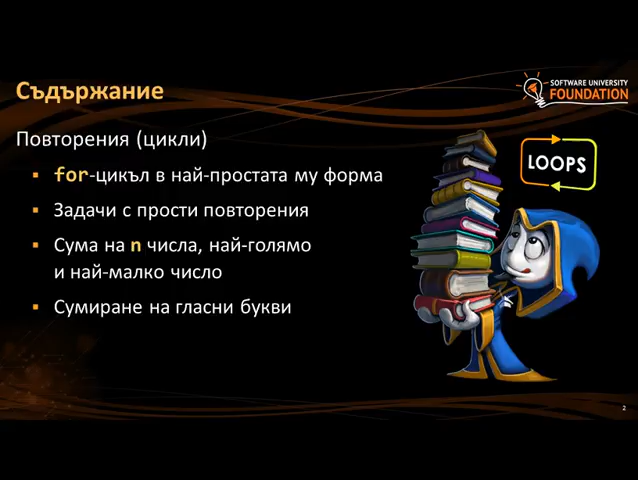 Съдържание
SOFTWARE UNIVERSITY
FOUNDATION
Повторения (цикли)
for-цикъл в най-простата му форма
Задачи с прости повторения
Сума на n числа, най-голямо
и най-малко число
Сумиране на гласни букви
LOOPS
2